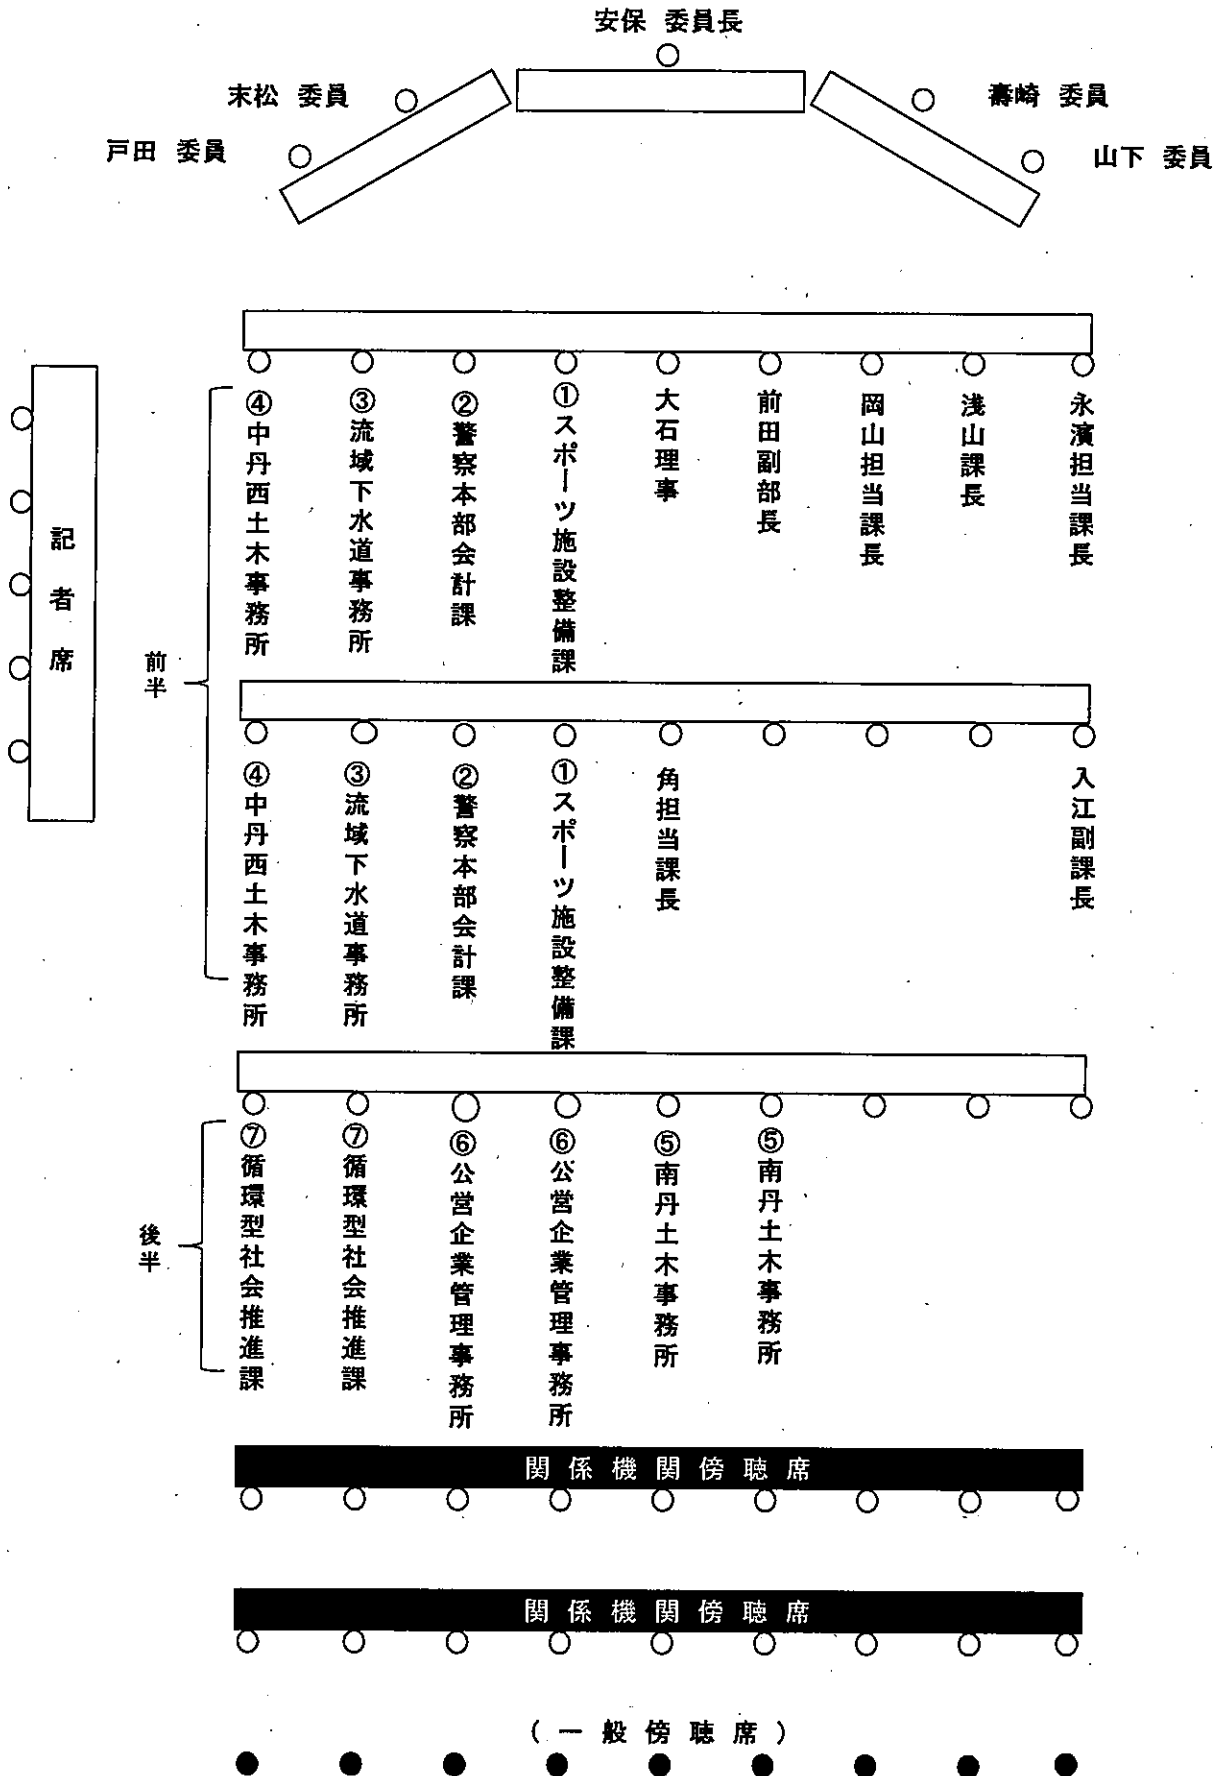 安保 委員長
末松 委員
壽崎 委員
戸田 委員
山下 委員
記者席
前半
④中丹西土木事務所
③流域下水道事務所
②警察本部会計課
①スポーツ施設整備課
大石理事
前田副部長
岡山担当課長
浅山課長
永濱担当課長
④中丹西土木事務所
③流域下水道事務所
②警察本部会計課
①スポーツ施設整備課
角担当課長
入江副課長
後半
⑦循環型社会推進課
⑦循環型社会推進課
⑥公営企業管理事務所
⑥公営企業管理事務所
⑤南丹土木事務所
⑤南丹土木事務所
関係機関傍聴席
関係機関傍聴席
(一般傍聴席)